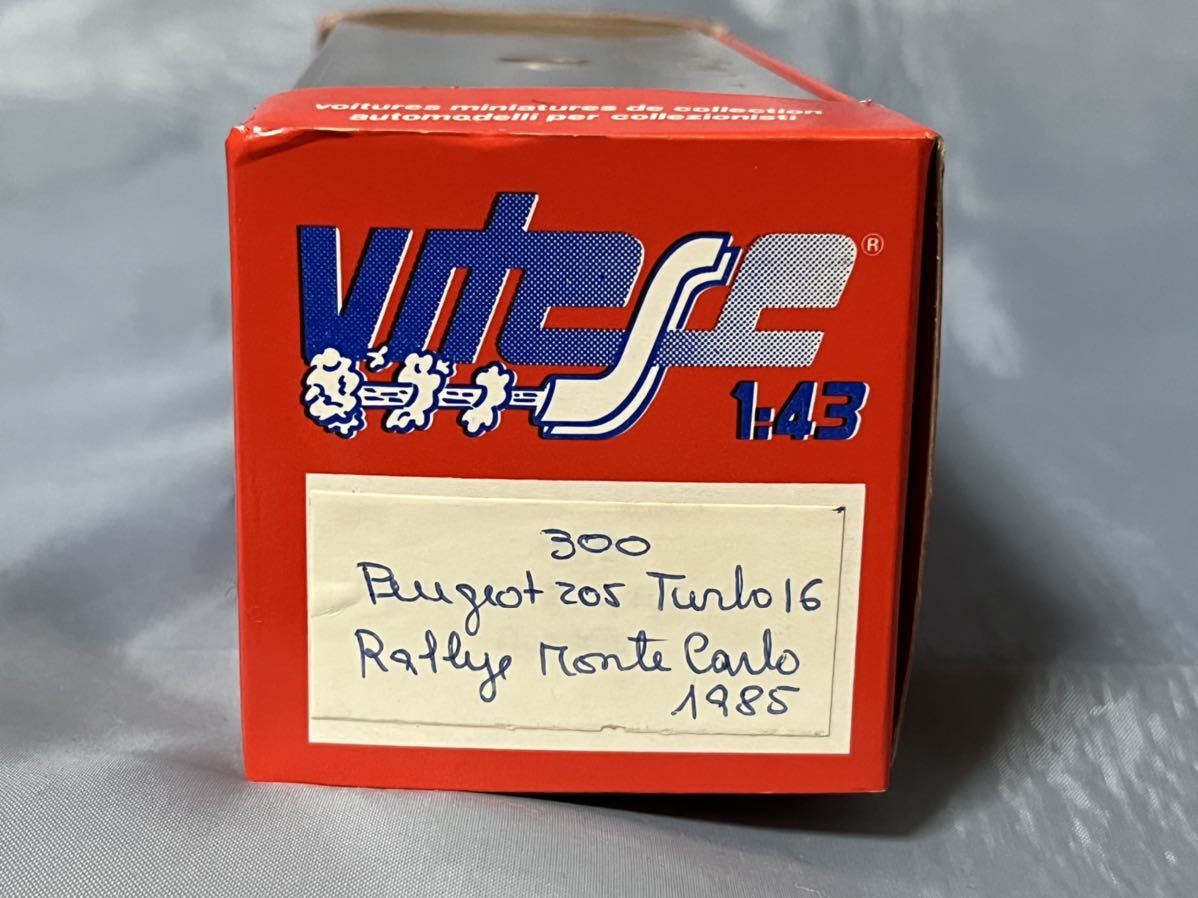 voitures miniatures de collection
automodelli per collezionisti
Vitesse ®
1:43
300
Peugeot 205 Turbo 16
Rallye Monte Carlo
1985